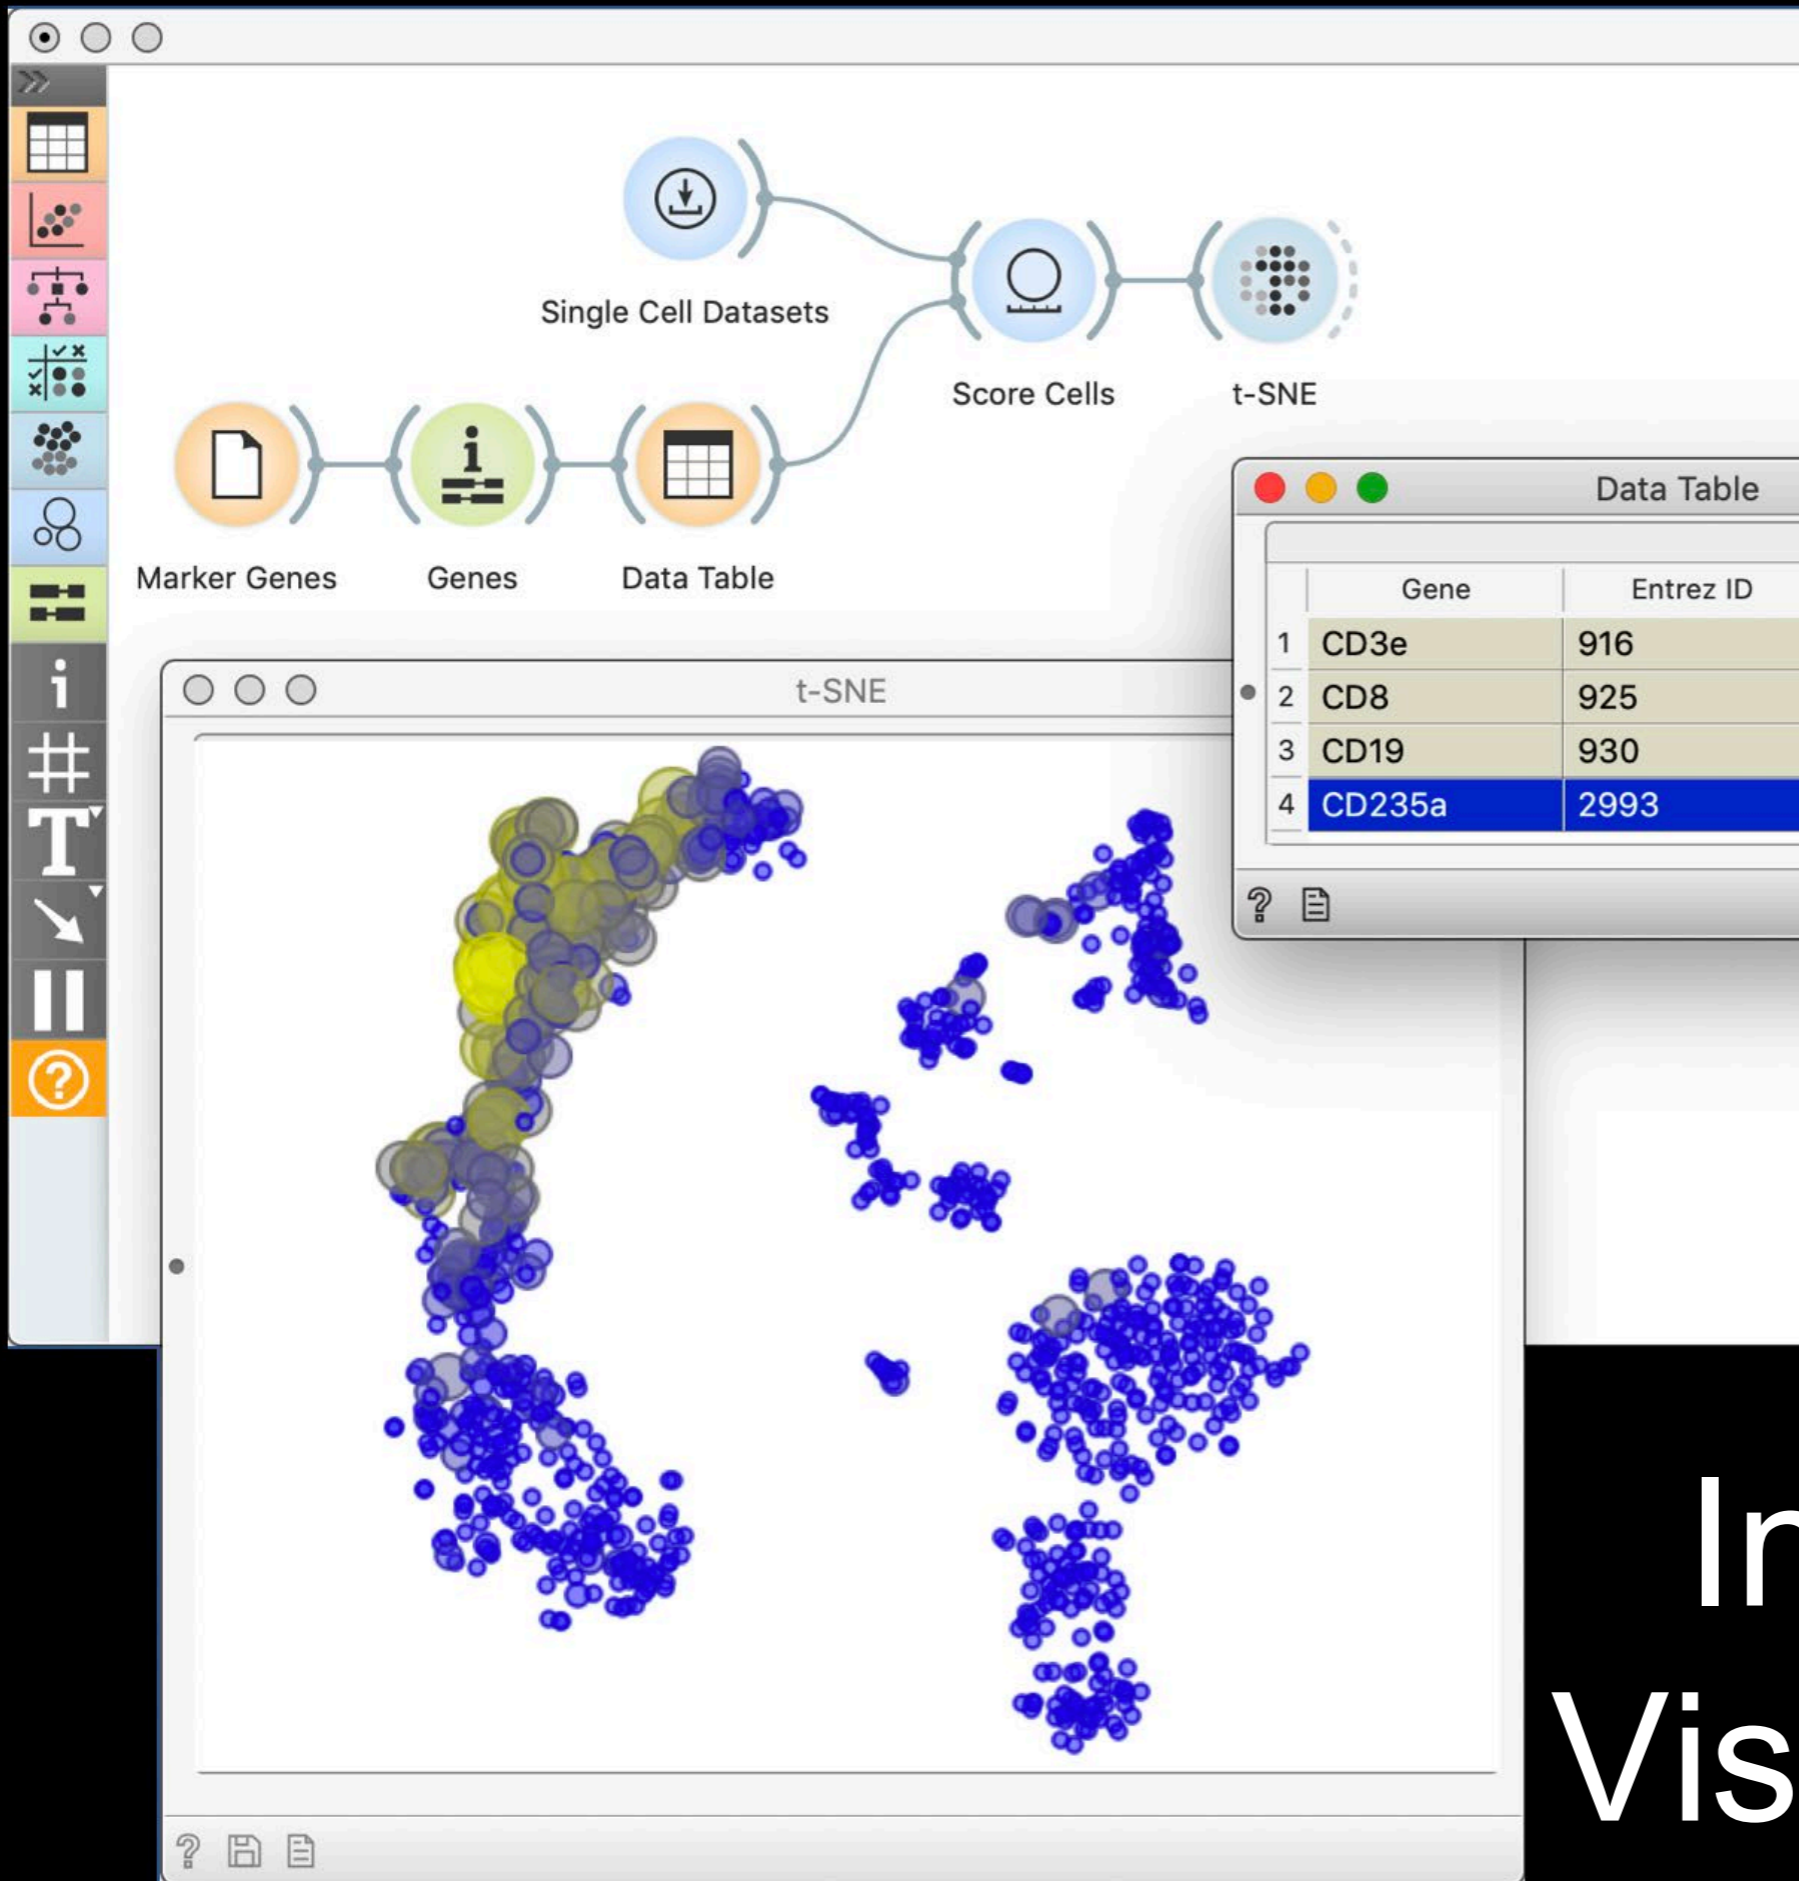 Single Cell Datasets
Score Cells
t-SNE
Marker Genes
Genes
Data Table
Data Table
Gene Entrez ID
1 CD3e 916
2 CD8 925
3 CD19 930
4 CD235a 2993
t-SNE
In
Vis